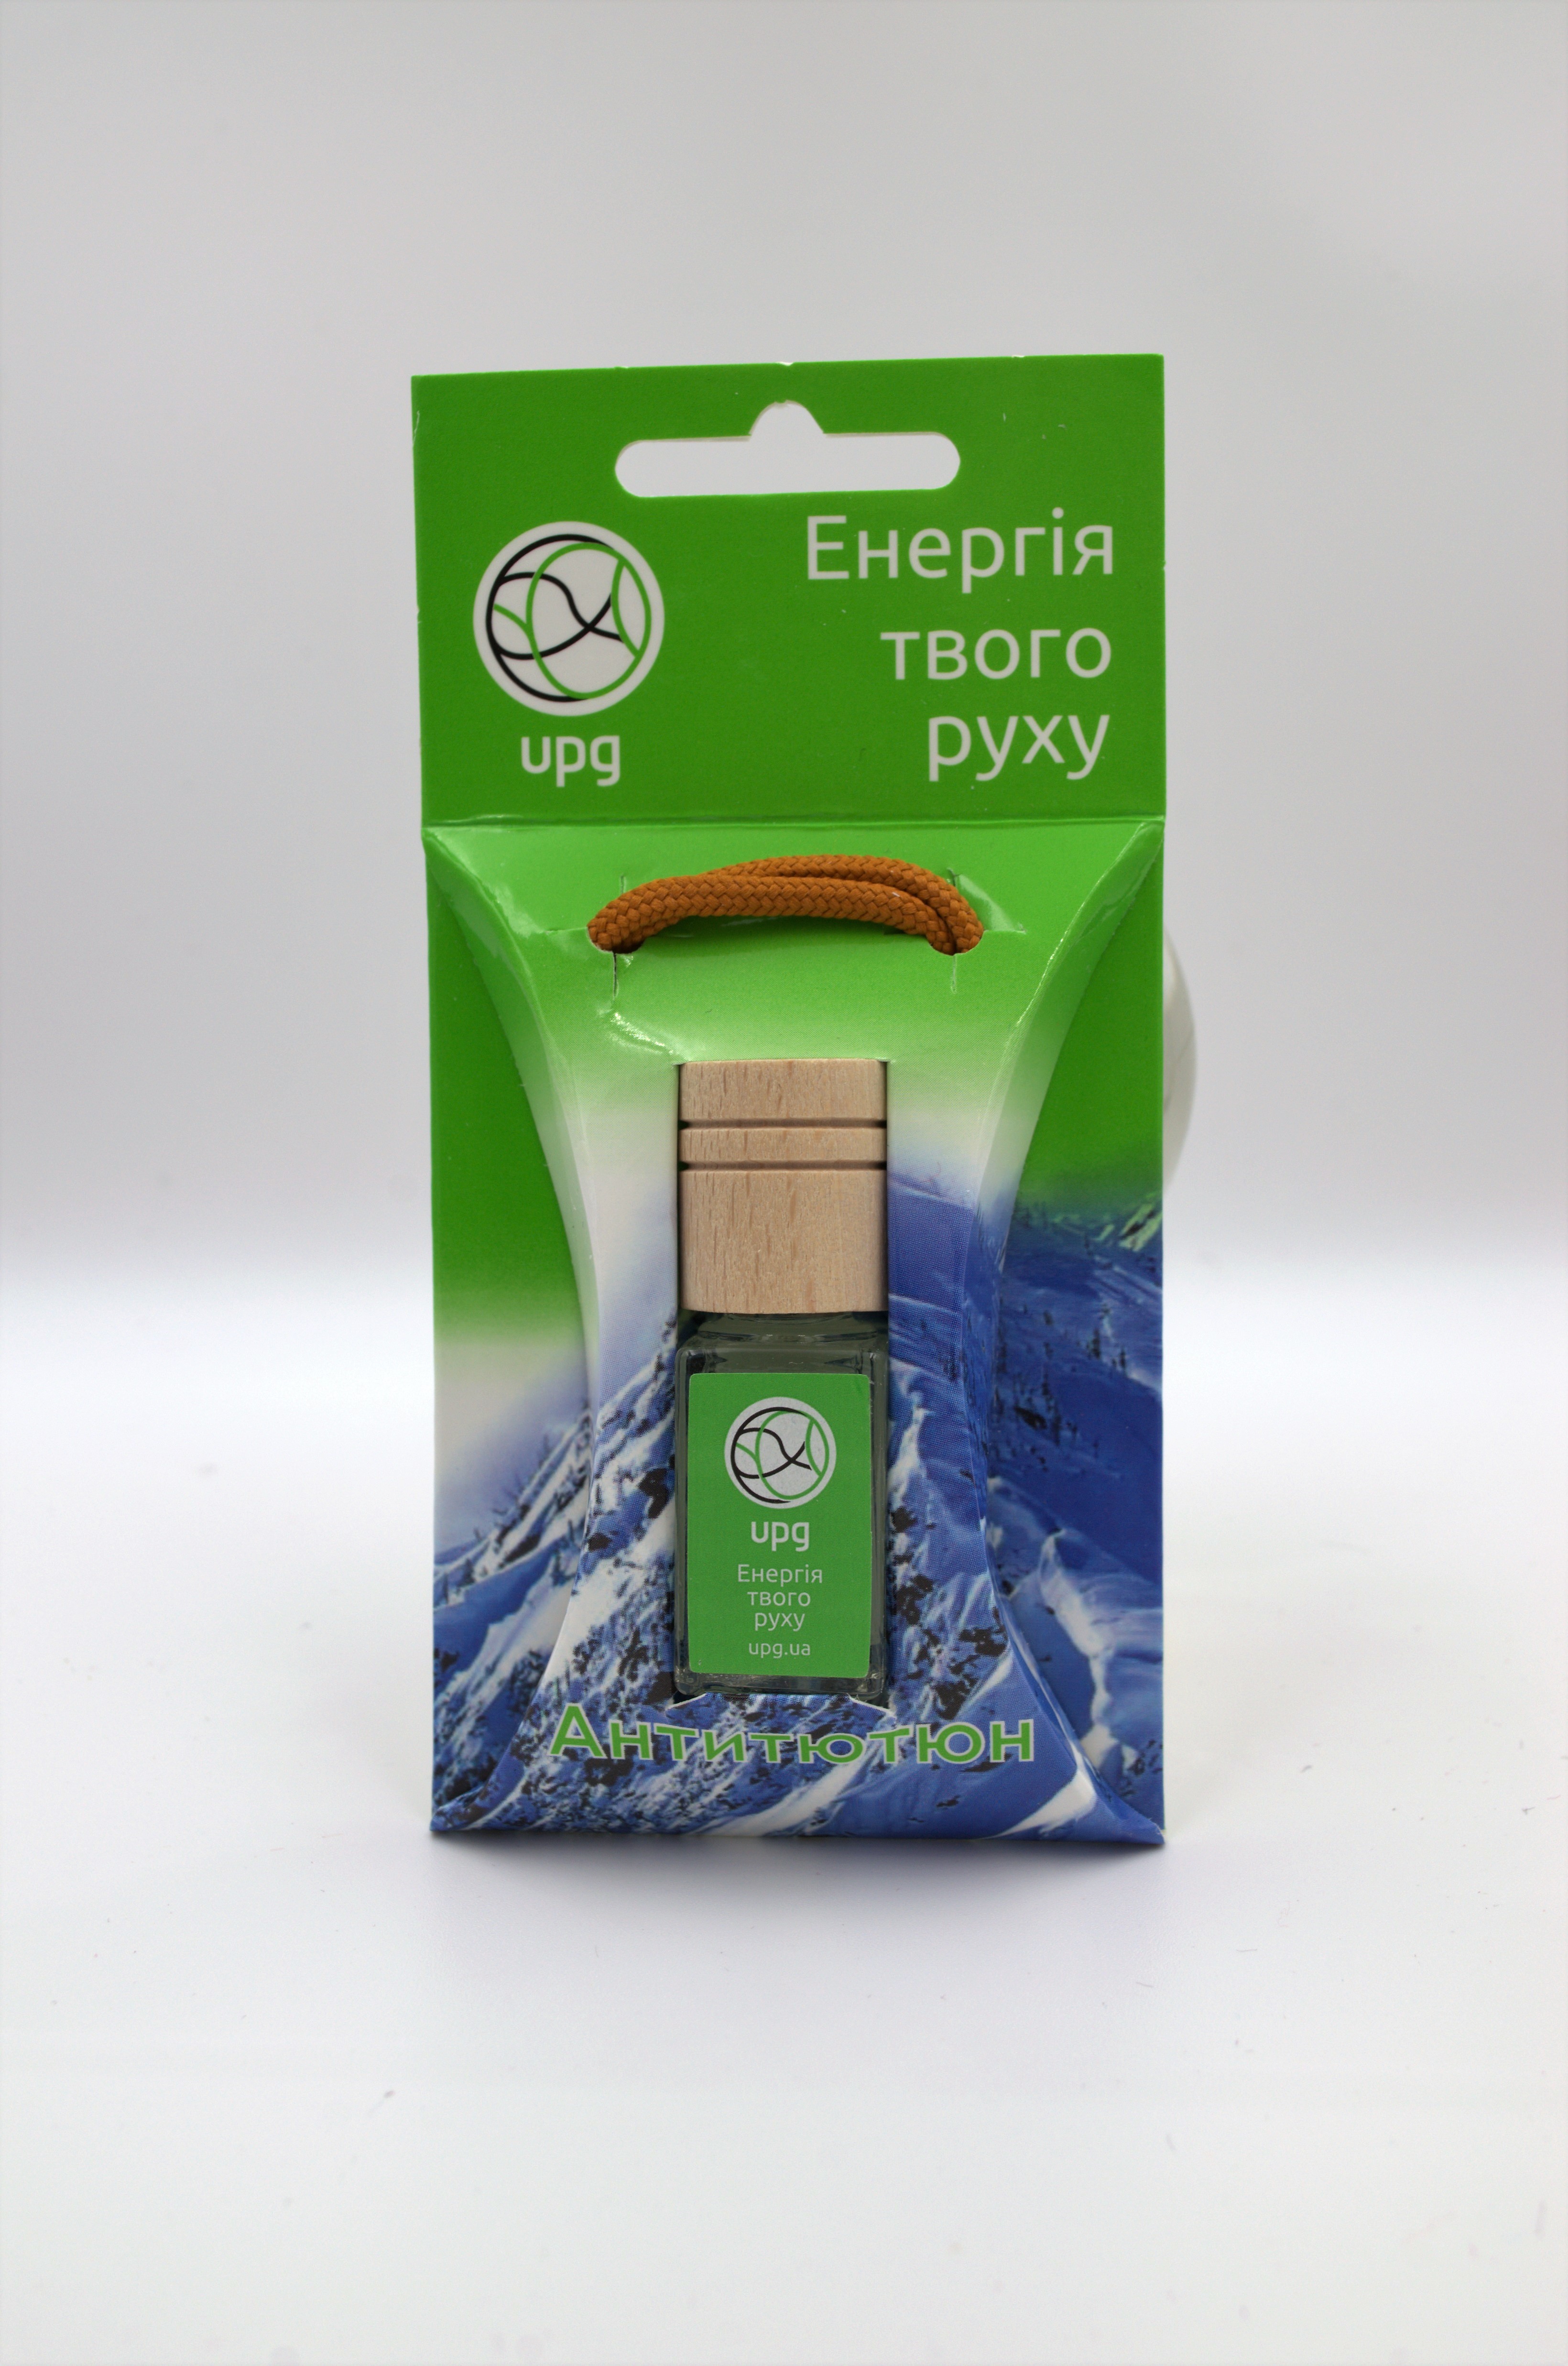 Енергія
твого
руху
upg
upg
Енергія
твого
руху
upg.ua
Антитютюн